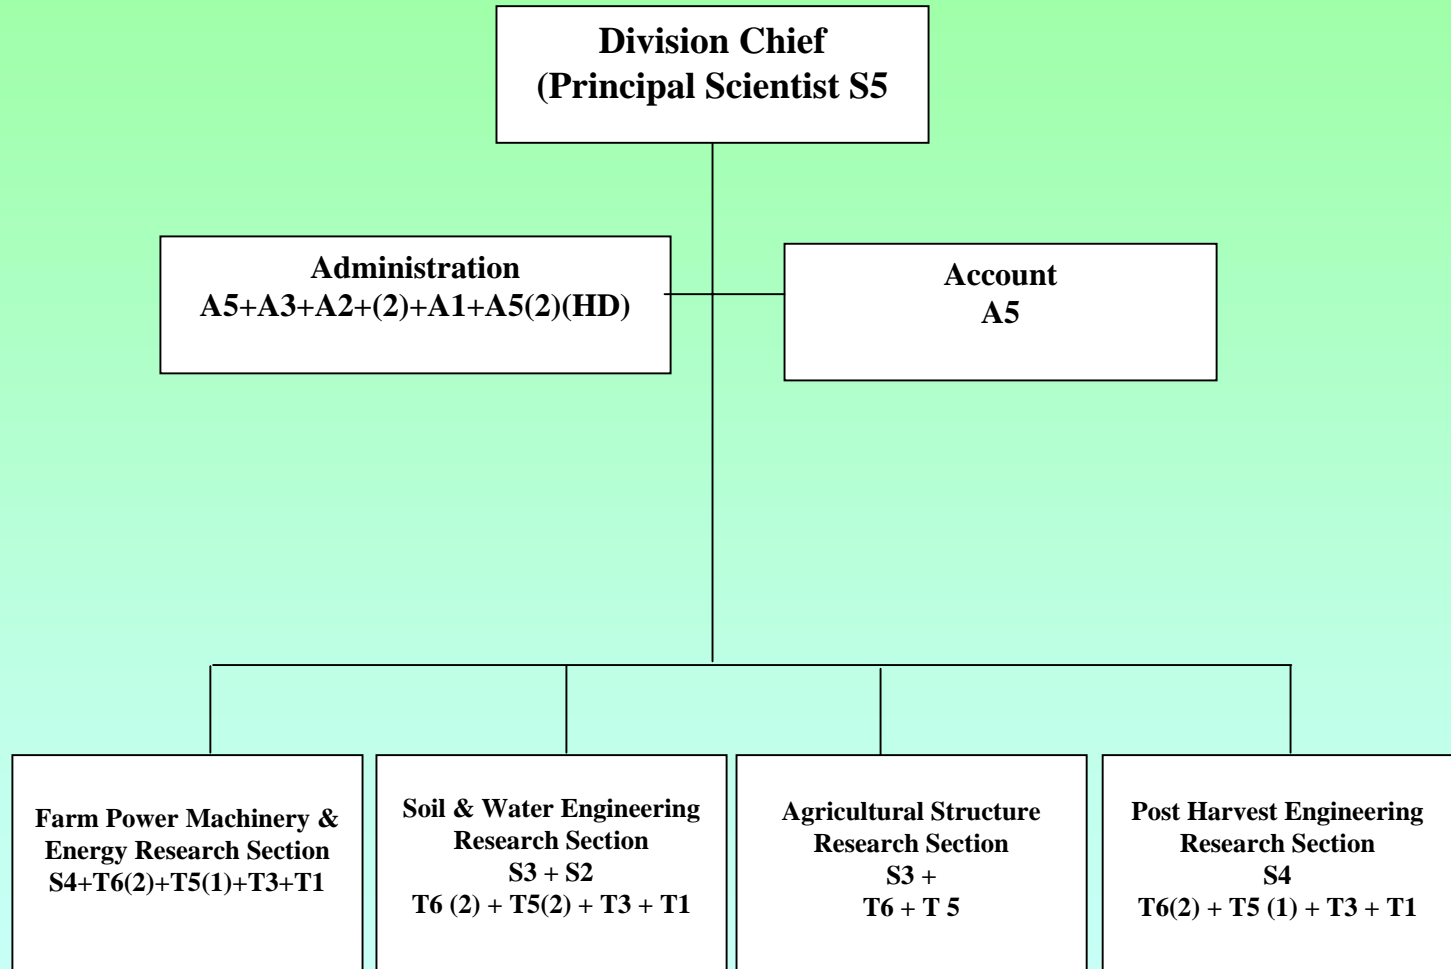 Division Chief
(Principal Scientist S5
Administration
A5+A3+A2+(2)+A1+A5(2)(HD)
Account
A5
Farm Power Machinery &
Energy Research Section
S4+T6(2)+T5(1)+T3+T1
Soil & Water Engineering
Research Section
S3 + S2
T6 (2) + T5(2) + T3 + T1
Agricultural Structure
Research Section
S3 +
T6 + T 5
Post Harvest Engineering
Research Section
S4
T6(2) + T5 (1) + T3 + T1